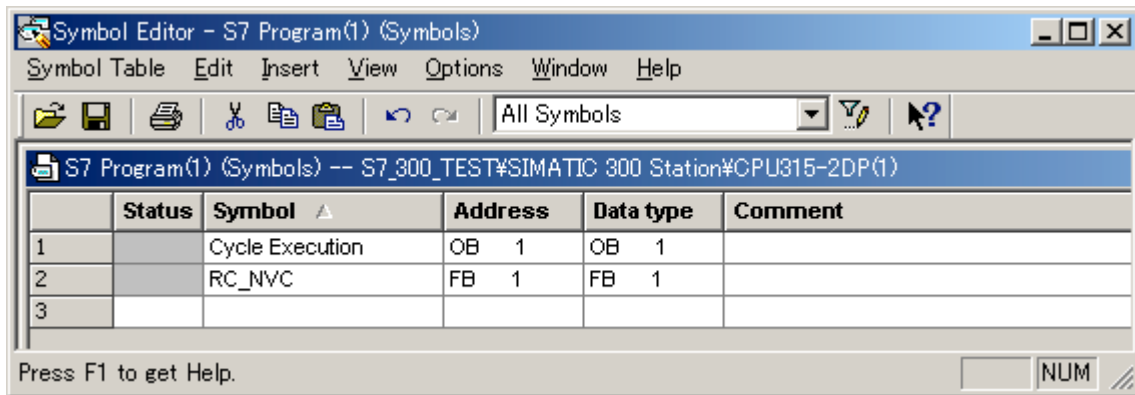 Symbol Editor - S7 Program(1) (Symbols)
Symbol Table Edit Insert View Options Window Help
All Symbols
S7 Program(1) (Symbols) -- S7_300_TEST¥SIMATIC 300 Station¥CPU315-2DP(1)
Status Symbol Address Data type Comment
1 Cycle Execution OB 1 OB 1
2 RC_NVC FB 1 FB 1
3
Press F1 to get Help. NUM